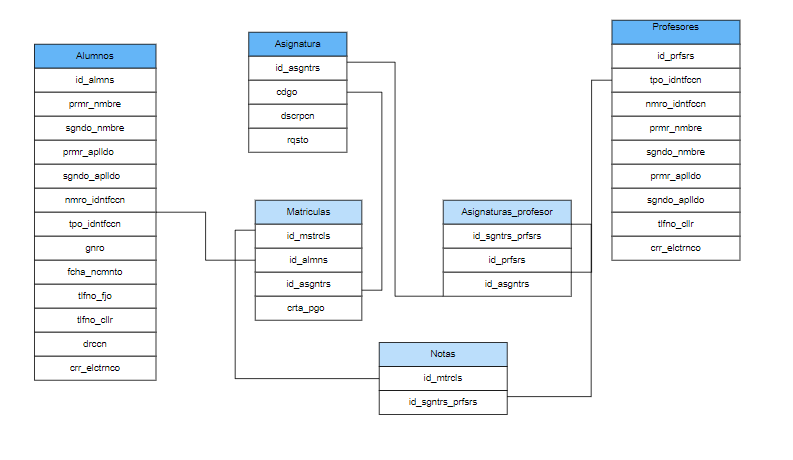 Alumnos
id_almns
prmr_nmbre
sgndo_nmbre
prmr_aplldo
sgndo_aplldo
nmro_idntfccn
tpo_idntfccn
gnro
fcha_ncmnto
tlfno_fjo
tlfno_cllr
drccn
crr_elctrnco
Asignatura
id_asgntrs
cdgo
dscrpcn
rqsto
Matriculas
id_mstrcls
id_almns
id_asgntrs
crta_pgo
Asignaturas_profesor
id_sgntrs_prfsrs
id_prfsrs
id_asgntrs
Notas
id_mtrcls
id_sgntrs_prfsrs
Profesores
id_prfsrs
tpo_idntfccn
nmro_idntfccn
prmr_nmbre
sgndo_nmbre
prmr_aplldo
sgndo_aplldo
tlfno_cllr
crr_elctrnco